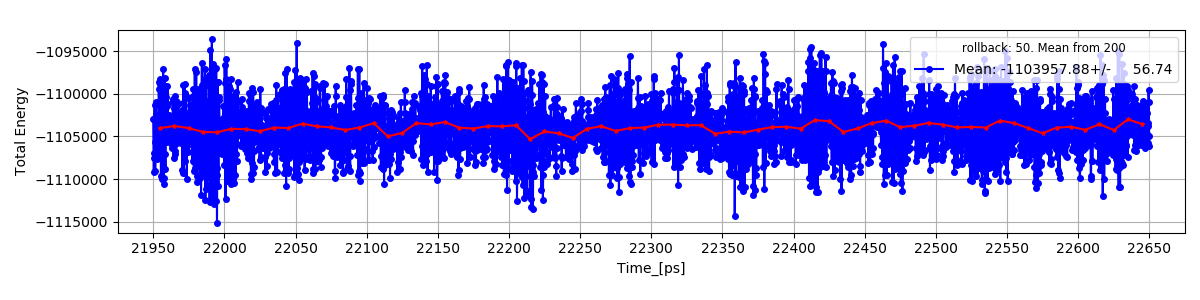 rollback: 50. Mean from 200
Mean: -1103957.88+/- 56.74
Total Energy
−1095000
−1100000
−1105000
−1110000
−1115000
21950 22000 22050 22100 22150 22200 22250 22300 22350 22400 22450 22500 22550 22600 22650
Time_[ps]